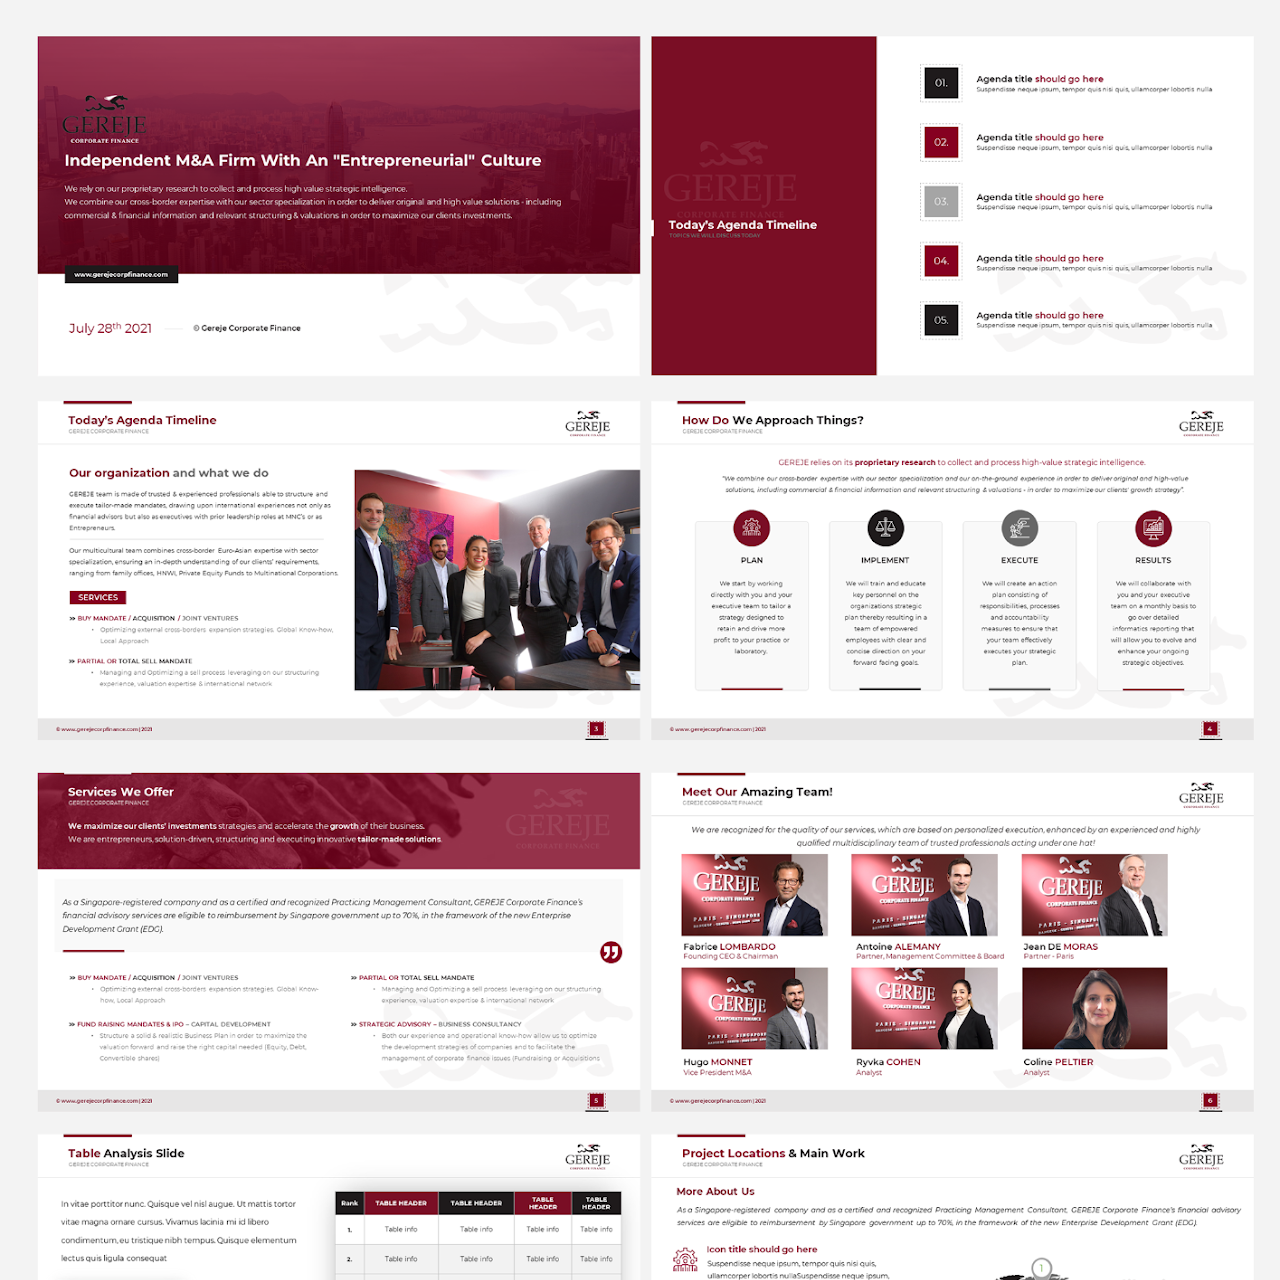 GEREJE
CORPORATE FINANCE
Independent M&A Firm With An "Entrepreneurial" Culture
We rely on our proprietary research to collect and process high value strategic intelligence.
We combine our cross-border expertise with our sector specialization in order to deliver original and high value solutions - including
commercial & financial information and relevant structuring & valuations in order to maximize our clients investments.
www.gerejecorpfinance.com
July 28th 2021
© Gereje Corporate Finance
GEREJE
CORPORATE FINANCE
Today's Agenda Timeline
TOPICS WE WILL DISCUSS TODAY
01.
Agenda title should go here
Suspendisse neque ipsum, tempor quis nisi quis, ullamcorper lobortis nulla
02.
Agenda title should go here
Suspendisse neque ipsum, tempor quis nisi quis, ullamcorper lobortis nulla
03.
Agenda title should go here
Suspendisse neque ipsum, tempor quis nisi quis, ullamcorper lobortis nulla
04.
Agenda title should go here
Suspendisse neque ipsum, tempor quis nisi quis, ullamcorper lobortis nulla
05.
Agenda title should go here
Suspendisse neque ipsum, tempor quis nisi quis, ullamcorper lobortis nulla
Today's Agenda Timeline
GEREJE CORPORATE FINANCE
GEREJE
CORPORATE FINANCE
Our organization and what we do
GEREJE team is made of trusted & experienced professionals able to structure and
execute tailor-made mandates, drawing upon international experiences not only as
financial advisors but also as executives with prior leadership roles at MNC's or as
Entrepreneurs.
Our multicultural team combines cross-border Euro-Asian expertise with sector
specialization, ensuring an in-depth understanding of our clients' requirements,
ranging from family offices, HNWI, Private Equity Funds to Multinational Corporations.
SERVICES
» BUY MANDATE / ACQUISITION / JOINT VENTURES
• Optimizing external cross-borders expansion strategies. Global Know-how,
Local Approach
» PARTIAL OR TOTAL SELL MANDATE
• Managing and Optimizing a sell process leveraging on our structuring
experience, valuation expertise & international network
© www.gerejecorpfinance.com | 2021
3
How Do We Approach Things?
GEREJE CORPORATE FINANCE
GEREJE
CORPORATE FINANCE
GEREJE relies on its proprietary research to collect and process high-value strategic intelligence.
"We combine our cross-border expertise with our sector specialization and our on-the-ground experience in order to deliver original and high-value
solutions, including commercial & financial information and relevant structuring & valuations - in order to maximize our clients' growth strategy".
PLAN
We start by working
directly with you and your
executive team to tailor a
strategy designed to
retain and drive more
profit to your practice or
laboratory.
IMPLEMENT
We will train and educate
key personnel on the
organizations strategic
plan thereby resulting in a
team of empowered
employees with clear and
concise direction on your
forward facing goals.
EXECUTE
We will create an action
plan consisting of
responsibilities, processes
and accountability
measures to ensure that
your team effectively
executes your strategic
plan.
RESULTS
We will collaborate with
you and your executive
team on a monthly basis to
go over detailed
informatics reporting that
will allow you to evolve and
enhance your ongoing
strategic objectives.
© www.gerejecorpfinance.com | 2021
4
Services We Offer
GEREJE CORPORATE FINANCE
GEREJE
CORPORATE FINANCE
We maximize our clients' investments strategies and accelerate the growth of their business.
We are entrepreneurs, solution-driven, structuring and executing innovative tailor-made solutions.
As a Singapore-registered company and as a certified and recognized Practicing Management Consultant, GEREJE Corporate Finance's
financial advisory services are eligible to reimbursement by Singapore government up to 70%, in the framework of the new Enterprise
Development Grant (EDG).
» BUY MANDATE / ACQUISITION / JOINT VENTURES
• Optimizing external cross-borders expansion strategies. Global Know-
how, Local Approach
» FUND RAISING MANDATES & IPO – CAPITAL DEVELOPMENT
• Structure a solid & realistic Business Plan in order to maximize the
valuation forward and raise the right capital needed (Equity, Debt,
Convertible shares)
» PARTIAL OR TOTAL SELL MANDATE
• Managing and Optimizing a sell process leveraging on our structuring
experience, valuation expertise & international network
» STRATEGIC ADVISORY – BUSINESS CONSULTANCY
• Both our experience and operational know-how allow us to optimize
the development strategies of companies and to facilitate the
management of corporate finance issues (Fundraising or Acquisitions
© www.gerejecorpfinance.com | 2021
5
Meet Our Amazing Team!
GEREJE CORPORATE FINANCE
GEREJE
CORPORATE FINANCE
We are recognized for the quality of our services, which are based on personalized execution, enhanced by an experienced and highly
qualified multidisciplinary team of trusted professionals acting under one hat!
GEREJE
CORPORATE FINANCE
PARIS - SINGAPORE
GEREJE
CORPORATE FINANCE
PARIS - SINGAPORE
GEREJE
CORPORATE FINANCE
PARIS - SINGAPORE
Fabrice LOMBARDO
Founding CEO & Chairman
Antoine ALEMANY
Partner, Management Committee & Board
Jean DE MORAS
Partner - Paris
GEREJE
CORPORATE FINANCE
GEREJE
CORPORATE FINANCE
Hugo MONNET
Vice President M&A
Ryvka COHEN
Analyst
Coline PELTIER
Analyst
© www.gerejecorpfinance.com | 2021
6
Table Analysis Slide
GEREJE CORPORATE FINANCE
GEREJE
CORPORATE FINANCE
In vitae porttitor nunc. Quisque vel nisl augue. Ut mattis tortor
vitae magna ornare cursus. Vivamus lacinia mi id libero
condimentum, eu tristique nibh tempus. Quisque elementum
lectus quis ligula consequat
Rank TABLE HEADER TABLE HEADER TABLE HEADER TABLE HEADER
1. Table info Table info Table info Table info
2. Table info Table info Table info Table info
Project Locations & Main Work
GEREJE CORPORATE FINANCE
GEREJE
CORPORATE FINANCE
More About Us
As a Singapore-registered company and as a certified and recognized Practicing Management Consultant, GEREJE Corporate Finance's financial advisory
services are eligible to reimbursement by Singapore government up to 70%, in the framework of the new Enterprise Development Grant (EDG).
Icon title should go here
Suspendisse neque ipsum, tempor quis nisi quis,
ullamcorper lobortis nullaSuspendisse neque ipsum,
1